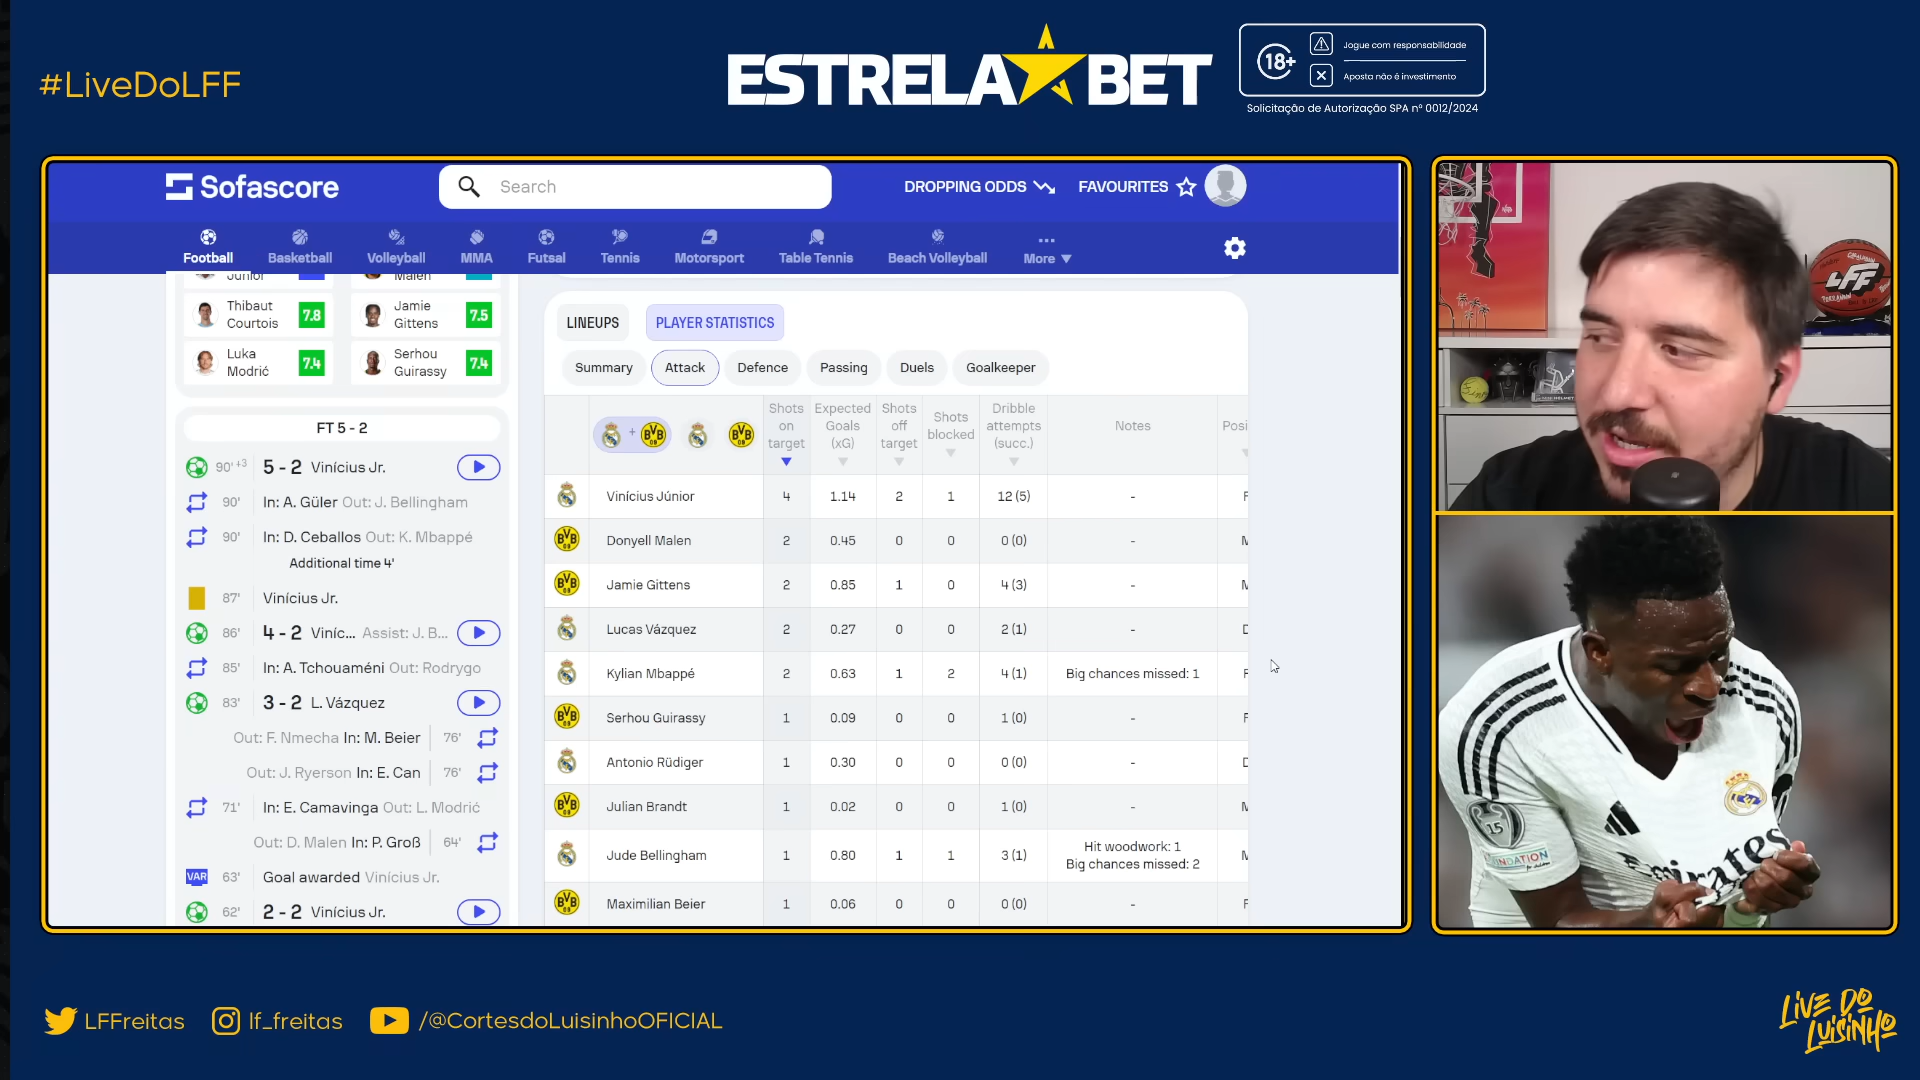 #LiveDoLFF
ESTRELA BET
18+
Jogue com responsabilidade
Aposta não é investimento
Solicitação de Autorização SPA nº 0012/2024
Sofascore
Search
DROPPING ODDS
FAVOURITES
Football
Basketball
Volleyball
MMA
Futsal
Tennis
Motorsport
Table Tennis
Beach Volleyball
More
Júnior
Malen
Thibaut Courtois 7.8
Jamie Gittens 7.5
Luka Modrić 7.4
Serhou Guirassy 7.4
FT 5 - 2
90' +3 5 - 2 Vinícius Jr.
90' In: A. Güler Out: J. Bellingham
90' In: D. Ceballos Out: K. Mbappé
Additional time 4'
87' Vinícius Jr.
86' 4 - 2 Viníc... Assist: J. B...
85' In: A. Tchouaméni Out: Rodrygo
83' 3 - 2 L. Vázquez
Out: F. Nmecha In: M. Beier 76'
Out: J. Ryerson In: E. Can 76'
71' In: E. Camavinga Out: L. Modrić
Out: D. Malen In: P. Groß 64'
VAR 63' Goal awarded Vinícius Jr.
62' 2 - 2 Vinícius Jr.
LINEUPS
PLAYER STATISTICS
Summary
Attack
Defence
Passing
Duels
Goalkeeper
Shots on target
Expected Goals (xG)
Shots off target
Shots blocked
Dribble attempts (succ.)
Notes
Posi
Vinícius Júnior 4 1.14 2 1 12 (5) -
Donyell Malen 2 0.45 0 0 0 (0) -
Jamie Gittens 2 0.85 1 0 4 (3) -
Lucas Vázquez 2 0.27 0 0 2 (1) -
Kylian Mbappé 2 0.63 1 2 4 (1) Big chances missed: 1
Serhou Guirassy 1 0.09 0 0 1 (0) -
Antonio Rüdiger 1 0.30 0 0 0 (0) -
Julian Brandt 1 0.02 0 0 1 (0) -
Jude Bellingham 1 0.80 1 1 3 (1) Hit woodwork: 1
Big chances missed: 2
Maximilian Beier 1 0.06 0 0 0 (0) -
LFF
15
Emirates
LFFreitas
lf_freitas
/@CortesdoLuisinhoOFICIAL
LIVE DO
LUISINHO